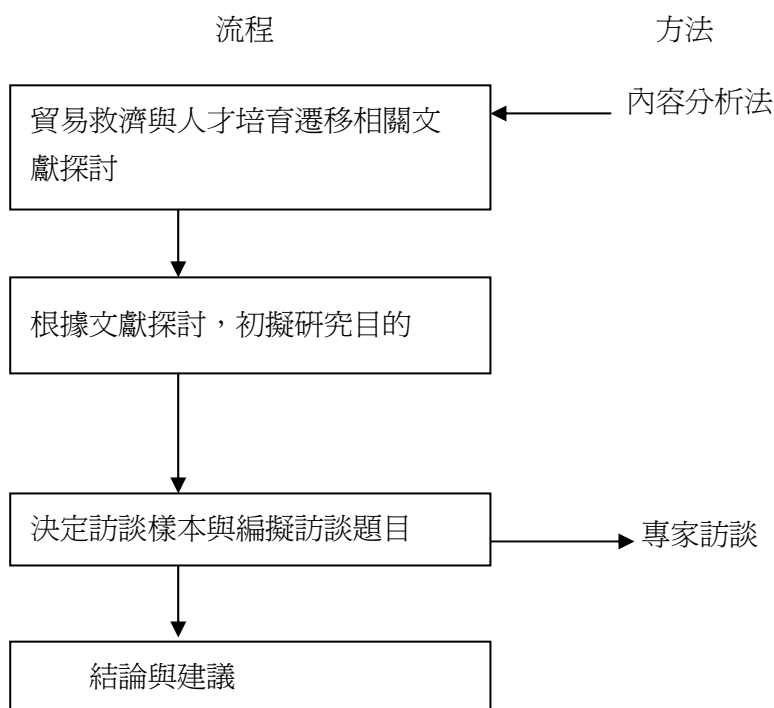 流程 方法
內容分析法
貿易救濟與人才培育遷移相關文
獻探討
根據文獻探討，初擬研究目的
決定訪談樣本與編擬訪談題目
專家訪談
結論與建議